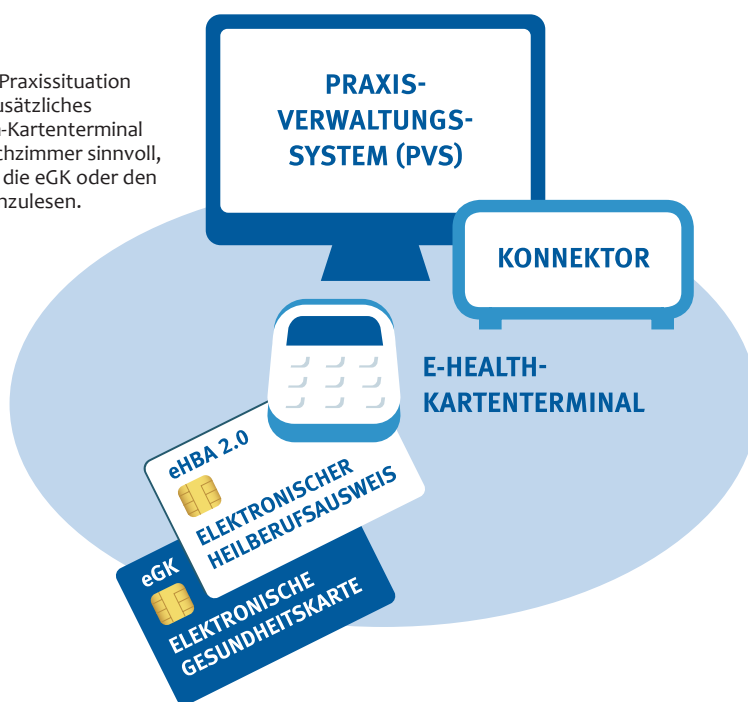 Praxissituation
usätzliches
-Kartenterminal
chzimmer sinnvoll,
die eGK oder den
nzulesen.
PRAXIS-
VERWALTUNGS-
SYSTEM (PVS)
KONNEKTOR
E-HEALTH-
KARTENTERMINAL
eHBA 2.0
ELEKTRONISCHER
HEILBERUFSAUSWEIS
eGK
ELEKTRONISCHE
GESUNDHEITSKARTE